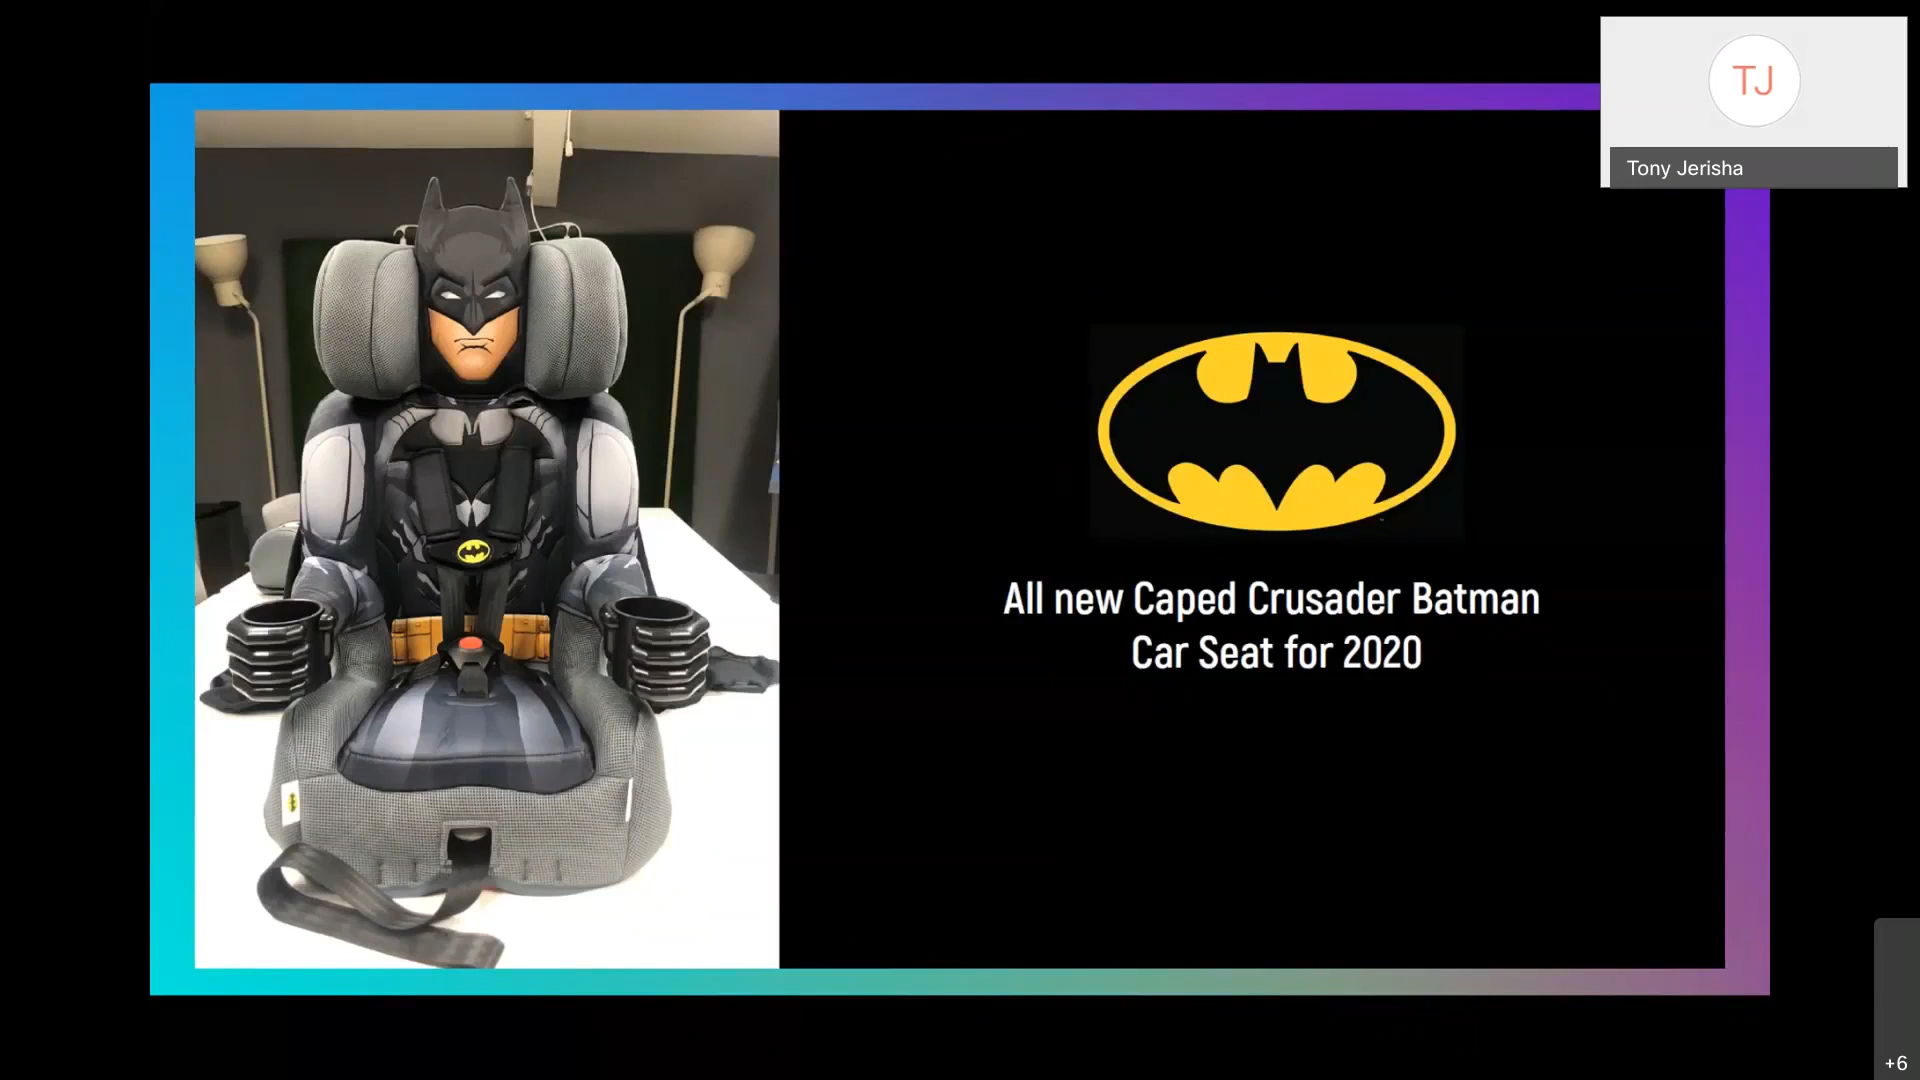 TJ
Tony Jerisha
All new Caped Crusader Batman
Car Seat for 2020
+6